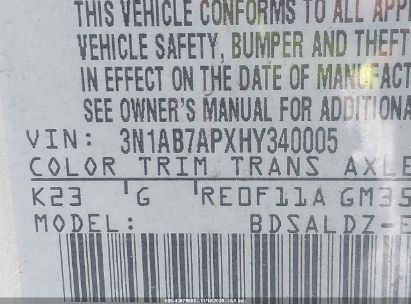 THIS VEHICLE CONFORMS TO ALL APP
VEHICLE SAFETY, BUMPER AND THEFT
IN EFFECT ON THE DATE OF MANUFACT
SEE OWNER'S MANUAL FOR ADDITIONA
VIN: 3N1AB7APXHY340005
COLOR TRIM TRANS AXLE
K23 G RE0F11A GM35
MODEL: BDSALDZ-E